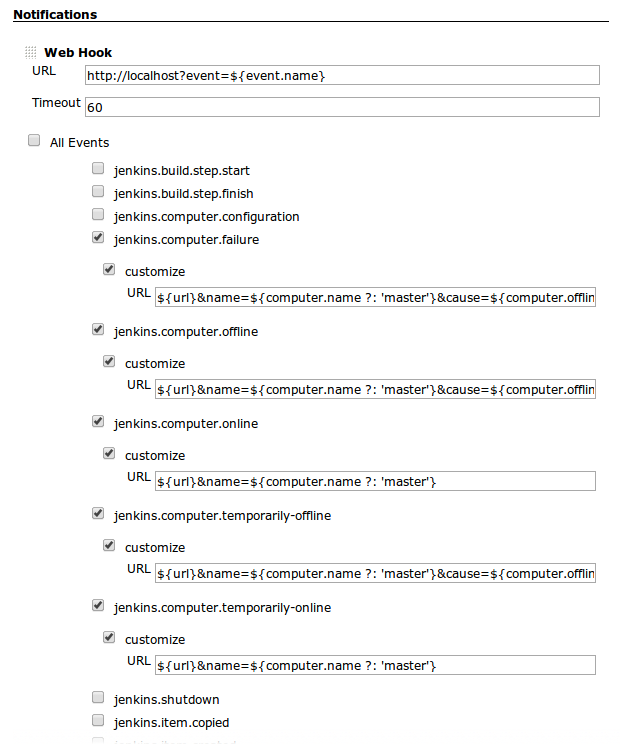 Notifications
Web Hook
URL http://localhost?event=${event.name}
Timeout 60
All Events
jenkins.build.step.start
jenkins.build.step.finish
jenkins.computer.configuration
jenkins.computer.failure
customize
URL ${url}&name=${computer.name ?: 'master'}&cause=${computer.offlin
jenkins.computer.offline
customize
URL ${url}&name=${computer.name ?: 'master'}&cause=${computer.offlin
jenkins.computer.online
customize
URL ${url}&name=${computer.name ?: 'master'}
jenkins.computer.temporarily-offline
customize
URL ${url}&name=${computer.name ?: 'master'}&cause=${computer.offlin
jenkins.computer.temporarily-online
customize
URL ${url}&name=${computer.name ?: 'master'}
jenkins.shutdown
jenkins.item.copied